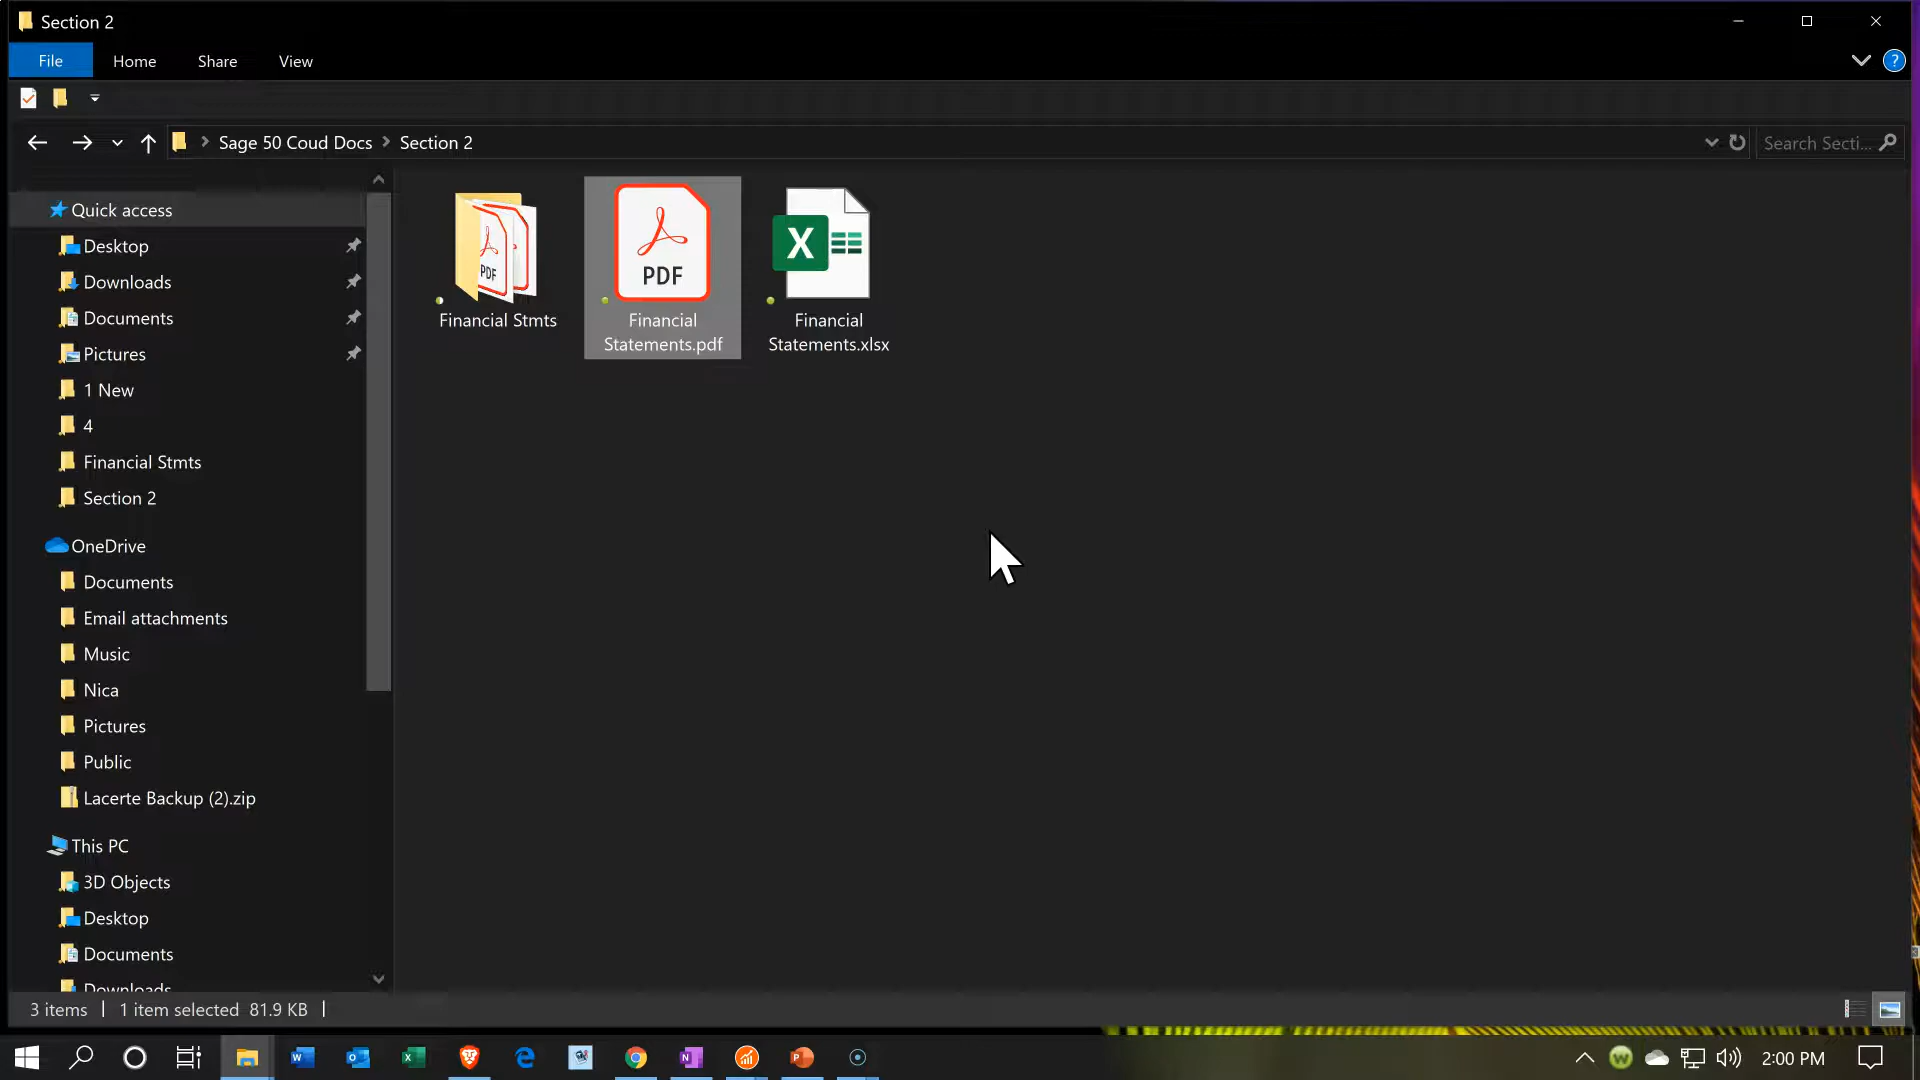 Section 2
File
Home
Share
View
?
Sage 50 Coud Docs
Section 2
Search Secti...
Quick access
Desktop
Downloads
Documents
Pictures
1 New
4
Financial Stmts
Section 2
OneDrive
Documents
Email attachments
Music
Nica
Pictures
Public
Lacerte Backup (2).zip
This PC
3D Objects
Desktop
Documents
Downloads
PDF
Financial Stmts
PDF
Financial
Statements.pdf
X
Financial
Statements.xlsx
3 items
1 item selected 81.9 KB
2:00 PM